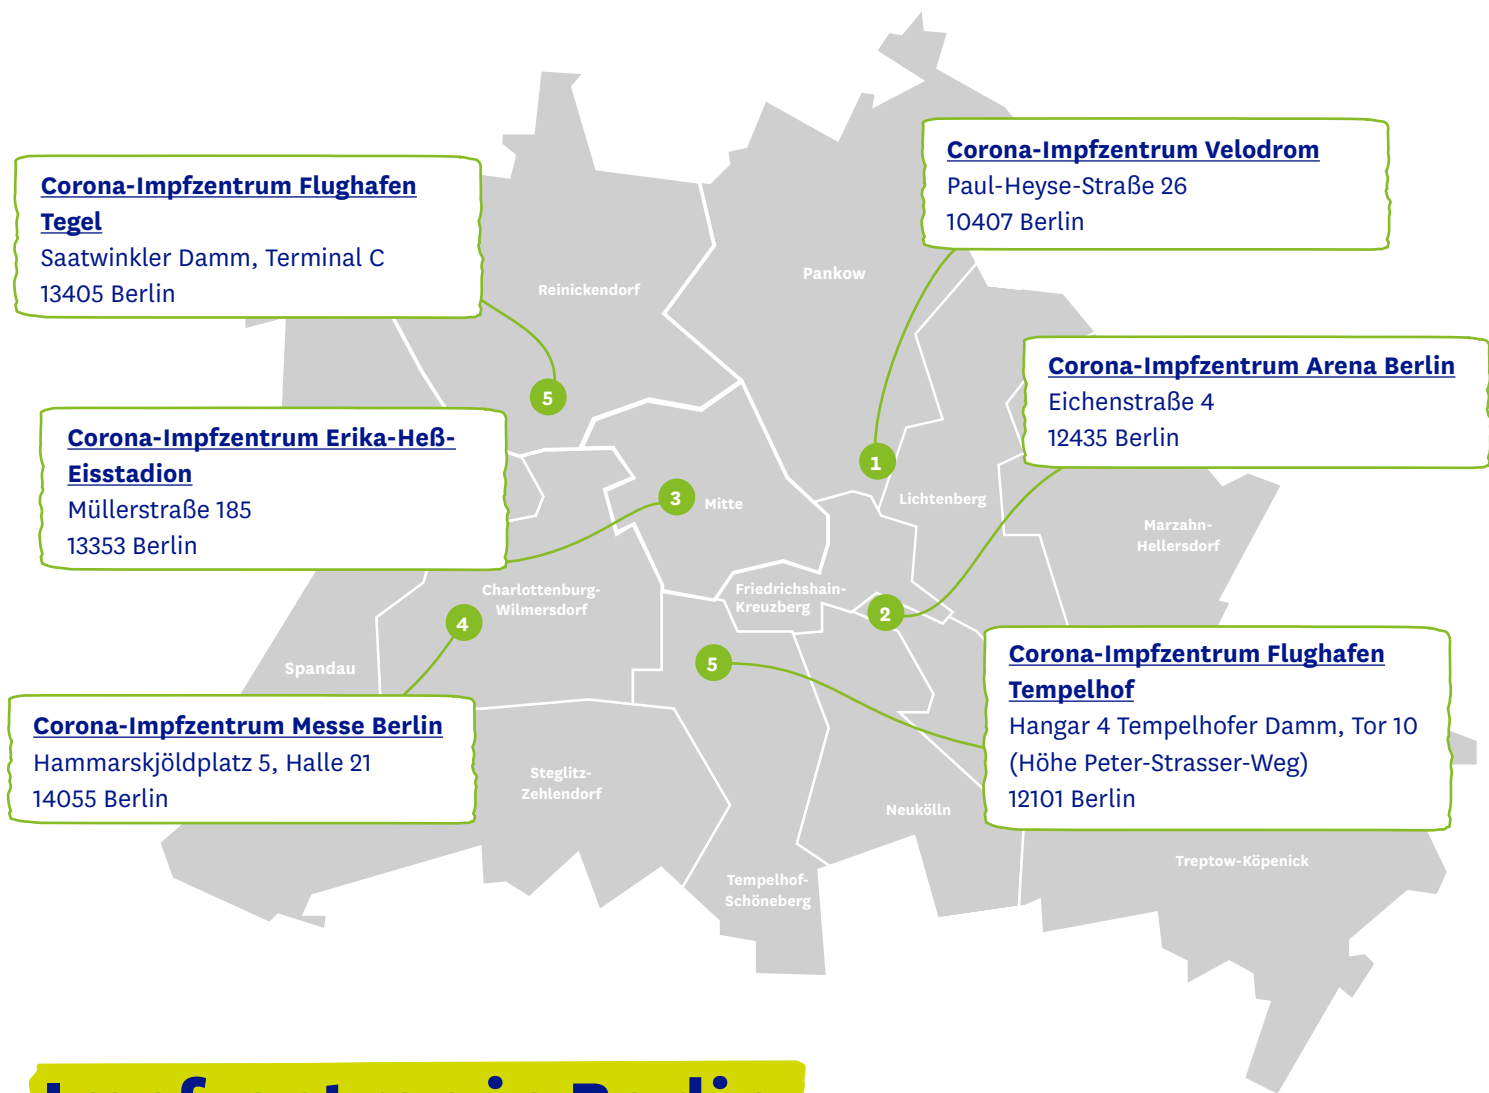 Corona-Impfzentrum Velodrom
Paul-Heyse-Straße 26
10407 Berlin
Corona-Impfzentrum Flughafen
Tegel
Saatwinkler Damm, Terminal C
13405 Berlin
Pankow
Reinickendorf
Corona-Impfzentrum Arena Berlin
Eichenstraße 4
12435 Berlin
5
Corona-Impfzentrum Erika-Heß-
Eisstadion
Müllerstraße 185
13353 Berlin
1
3
Mitte
Lichtenberg
Marzahn-
Hellersdorf
Charlottenburg-
Wilmersdorf
Friedrichshain-
Kreuzberg
2
4
5
Spandau
Corona-Impfzentrum Flughafen
Tempelhof
Hangar 4 Tempelhofer Damm, Tor 10
(Höhe Peter-Strasser-Weg)
12101 Berlin
Corona-Impfzentrum Messe Berlin
Hammarskjöldplatz 5, Halle 21
14055 Berlin
Steglitz-
Zehlendorf
Neukölln
Treptow-Köpenick
Tempelhof-
Schöneberg